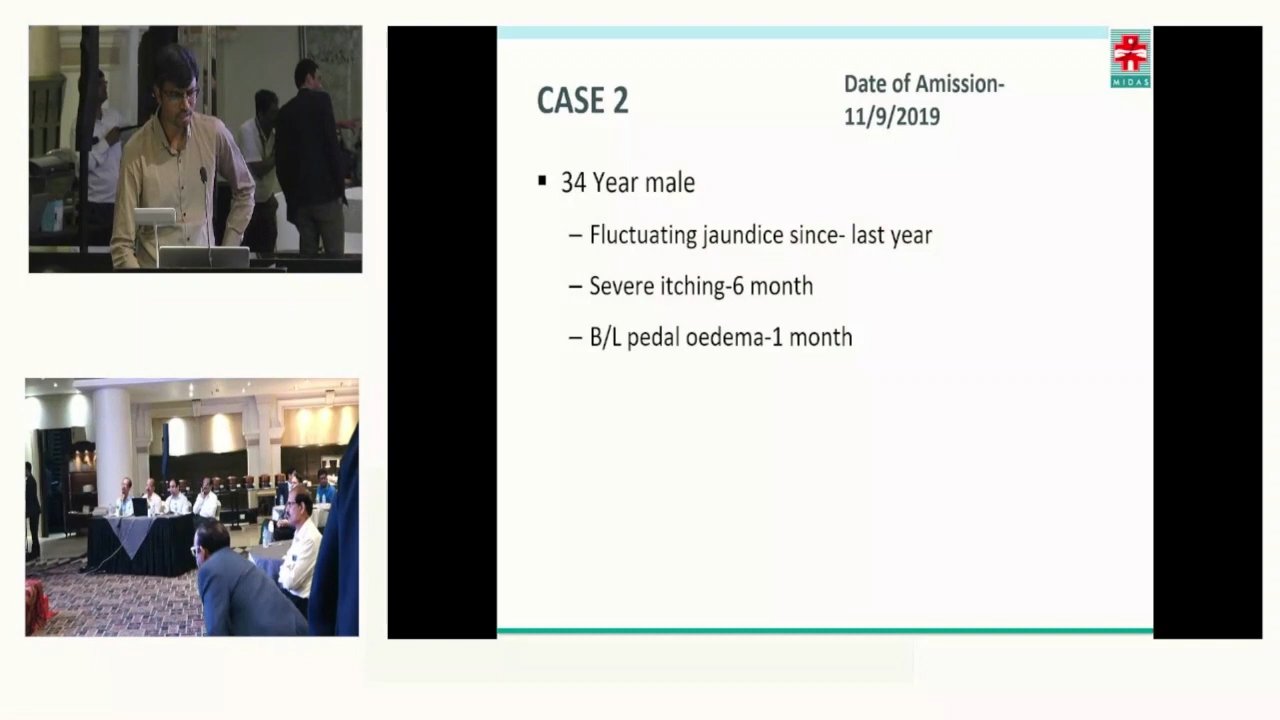 CASE 2
Date of Amission-
11/9/2019
MIDAS
▪ 34 Year male
– Fluctuating jaundice since- last year
– Severe itching-6 month
– B/L pedal oedema-1 month